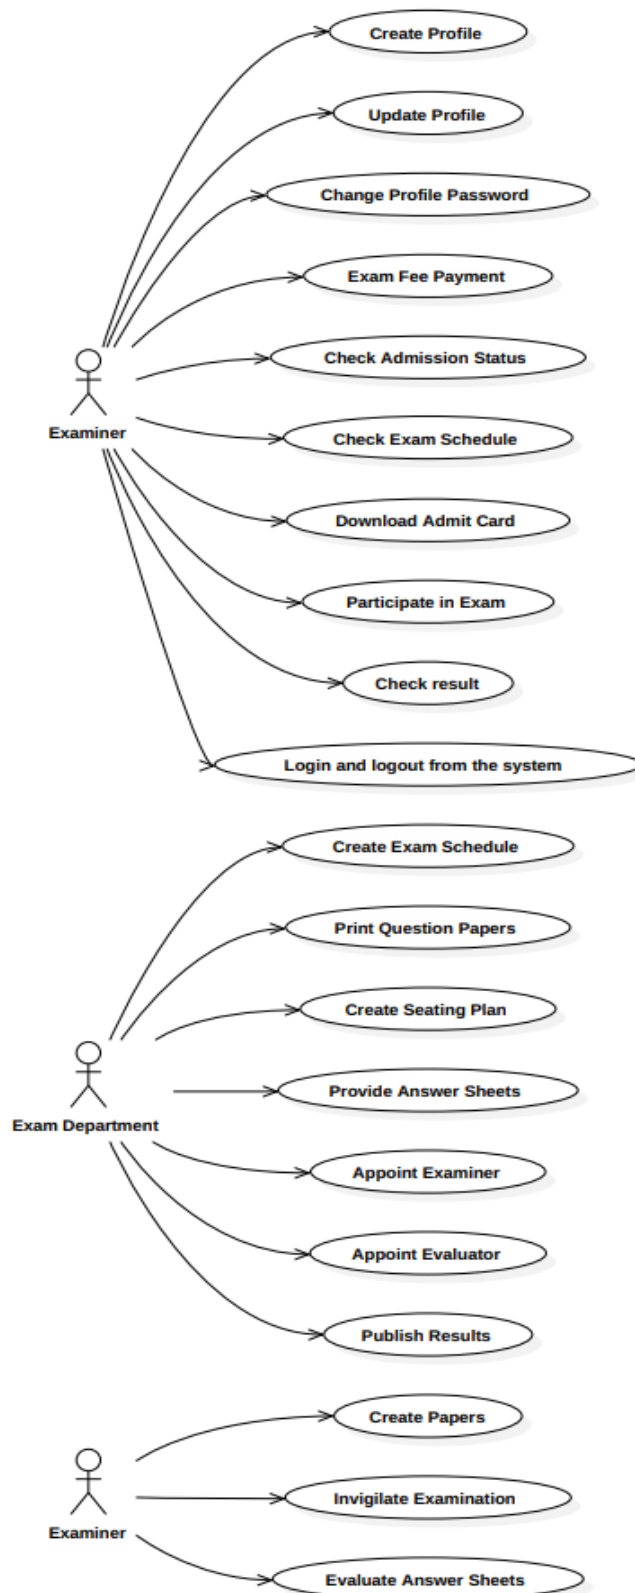 Create Profile
Update Profile
Change Profile Password
Exam Fee Payment
Check Admission Status
Examiner
Check Exam Schedule
Download Admit Card
Participate in Exam
Check result
Login and logout from the system
Create Exam Schedule
Print Question Papers
Create Seating Plan
Provide Answer Sheets
Exam Department
Appoint Examiner
Appoint Evaluator
Publish Results
Create Papers
Invigilate Examination
Examiner
Evaluate Answer Sheets